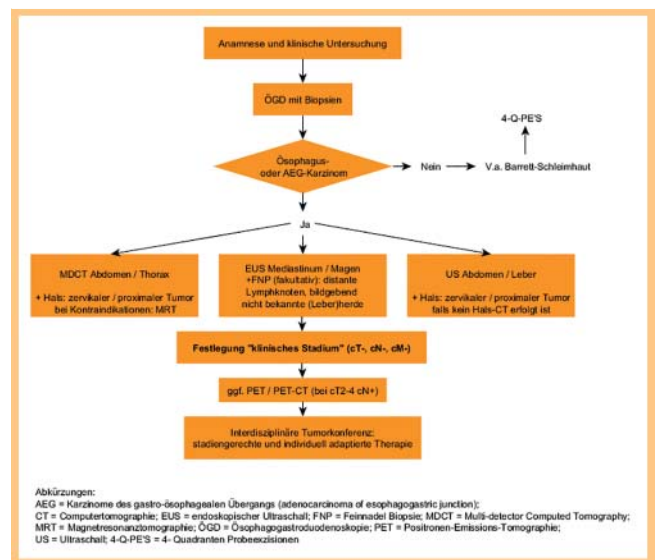 Anamnese und klinische Untersuchung
ÖGD mit Biopsien
4-Q-PE'S
Ösophagus-
oder AEG-Karzinom
Nein
V.a. Barrett-Schleimhaut
Ja
MDCT Abdomen / Thorax
+ Hals: zervikaler / proximaler Tumor
bei Kontraindikationen: MRT
EUS Mediastinum / Magen
+FNP (fakultativ): distante
Lymphknoten, bildgebend
nicht bekannte (Leber)herde
US Abdomen / Leber
+ Hals: zervikaler / proximaler Tumor
falls kein Hals-CT erfolgt ist
Festlegung "klinisches Stadium" (cT-, cN-, cM-)
ggf. PET / PET-CT (bei cT2-4 cN+)
Interdisziplinäre Tumorkonferenz:
stadiengerechte und individuell adaptierte Therapie
Abkürzungen:
AEG = Karzinome des gastro-ösophagealen Übergangs (adenocarcinoma of esophagogastric junction);
CT = Computertomographie; EUS = endoskopischer Ultraschall; FNP = Feinnadel Biopsie; MDCT = Multi-detector Computed Tomography;
MRT = Magnetresonanztomographie; ÖGD = Ösophagogastroduodenoskopie; PET = Positronen-Emissions-Tomographie;
US = Ultraschall; 4-Q-PE'S = 4- Quadranten Probeexzisionen